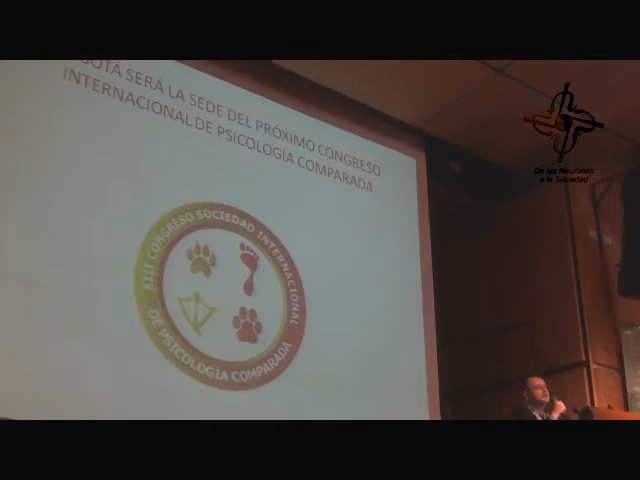 SERÁ LA SEDE DEL PRÓXIMO CONGRESO
INTERNACIONAL DE PSICOLOGÍA COMPARADA
XIII CONGRESO SOCIEDAD INTERNACIONAL
DE PSICOLOGÍA COMPARADA
De las Neuronas
a la Sociedad